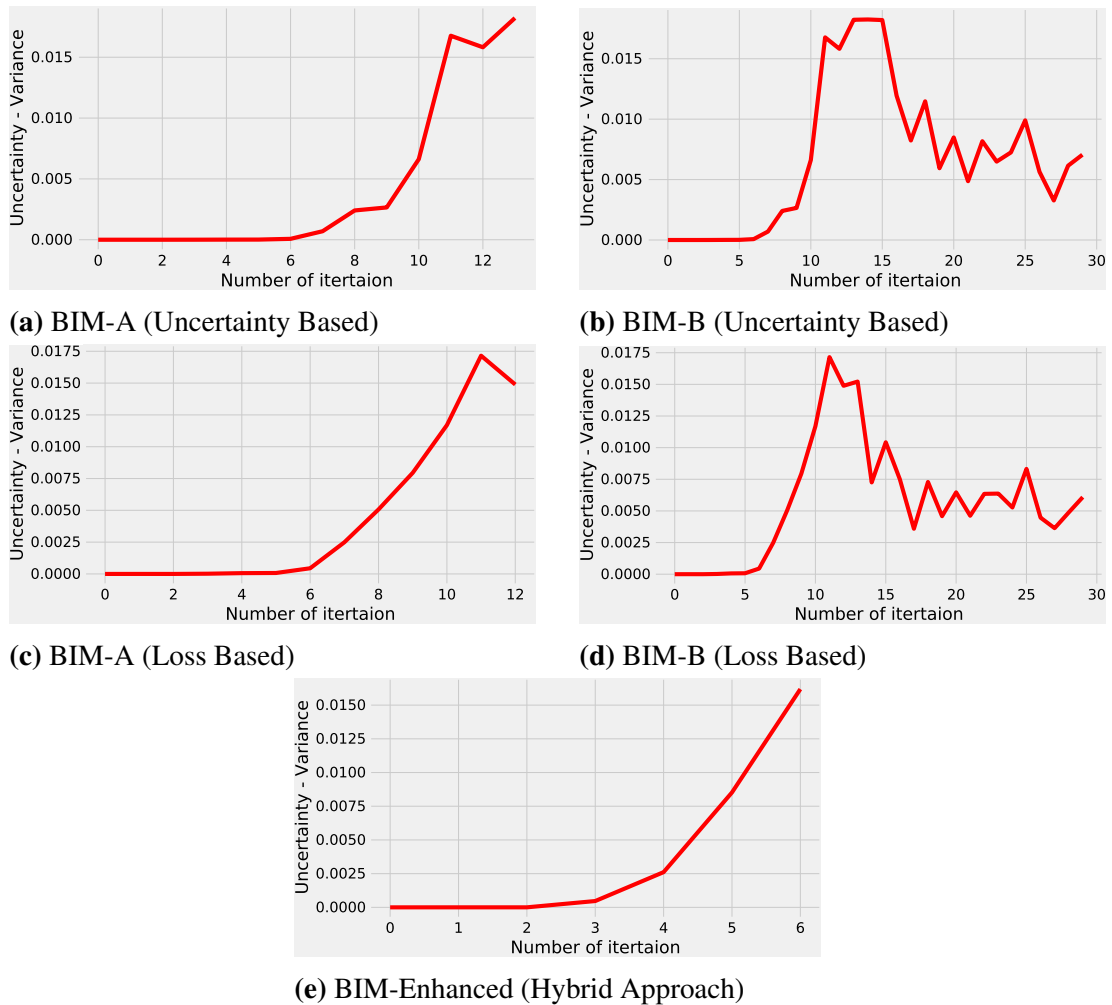 Uncertainty - Variance
0.015
0.010
0.005
0.000
0 2 4 6 8 10 12
Number of itertaion
(a) BIM-A (Uncertainty Based)
Uncertainty - Variance
0.015
0.010
0.005
0.000
0 5 10 15 20 25 30
Number of itertaion
(b) BIM-B (Uncertainty Based)
Uncertainty - Variance
0.0175
0.0150
0.0125
0.0100
0.0075
0.0050
0.0025
0.0000
0 2 4 6 8 10 12
Number of itertaion
(c) BIM-A (Loss Based)
Uncertainty - Variance
0.0175
0.0150
0.0125
0.0100
0.0075
0.0050
0.0025
0.0000
0 5 10 15 20 25 30
Number of itertaion
(d) BIM-B (Loss Based)
Uncertainty - Variance
0.0150
0.0125
0.0100
0.0075
0.0050
0.0025
0.0000
0 1 2 3 4 5 6
Number of itertaion
(e) BIM-Enhanced (Hybrid Approach)